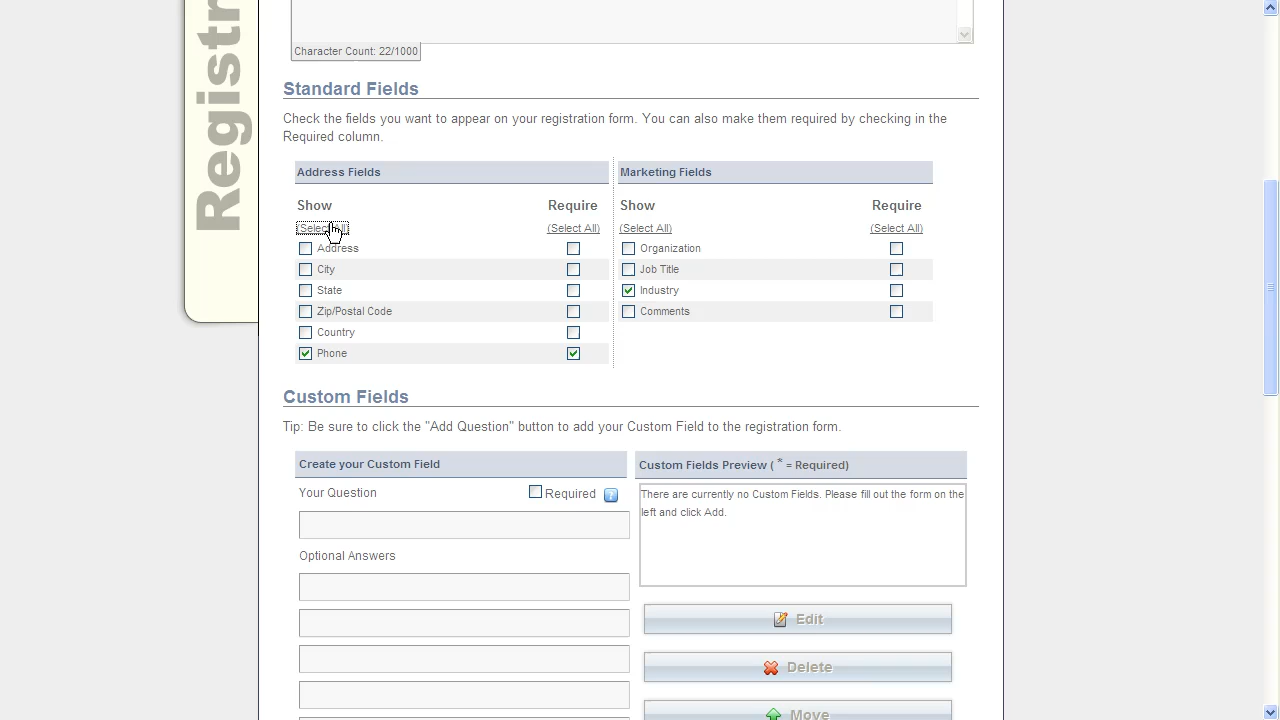 Registr
Character Count: 22/1000
Standard Fields
Check the fields you want to appear on your registration form. You can also make them required by checking in the
Required column.
Address Fields
Marketing Fields
Show
Require
Show
Require
(Select All)
(Select All)
(Select All)
(Select All)
Address
Organization
City
Job Title
State
Industry
Zip/Postal Code
Comments
Country
Phone
Custom Fields
Tip: Be sure to click the "Add Question" button to add your Custom Field to the registration form.
Create your Custom Field
Custom Fields Preview ( * = Required)
Your Question
Required
There are currently no Custom Fields. Please fill out the form on the
left and click Add.
Optional Answers
Edit
Delete
Move